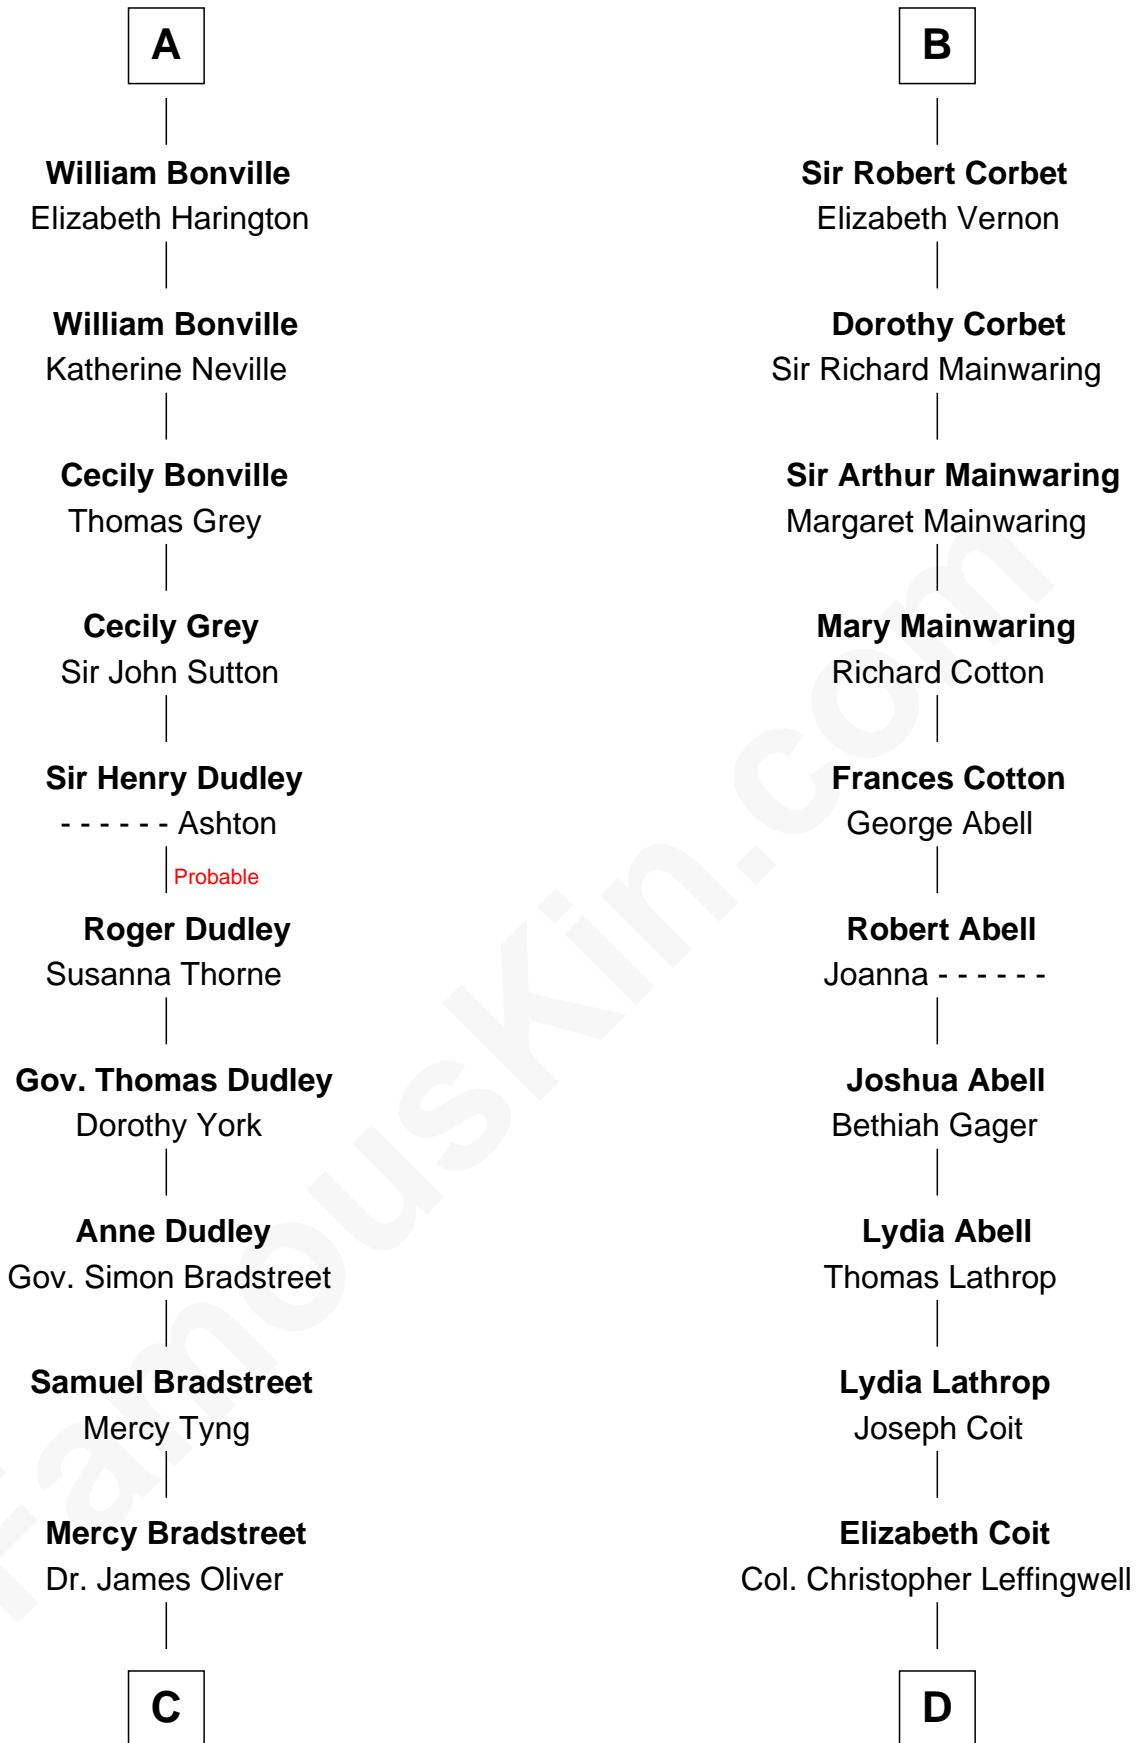 A
William Bonville
Elizabeth Harington
William Bonville
Katherine Neville
Cecily Bonville
Thomas Grey
Cecily Grey
Sir John Sutton
Sir Henry Dudley
- - - - - - Ashton
Probable
Roger Dudley
Susanna Thorne
Gov. Thomas Dudley
Dorothy York
Anne Dudley
Gov. Simon Bradstreet
Samuel Bradstreet
Mercy Tyng
Mercy Bradstreet
Dr. James Oliver
C
B
Sir Robert Corbet
Elizabeth Vernon
Dorothy Corbet
Sir Richard Mainwaring
Sir Arthur Mainwaring
Margaret Mainwaring
Mary Mainwaring
Richard Cotton
Frances Cotton
George Abell
Robert Abell
Joanna - - - - - -
Joshua Abell
Bethiah Gager
Lydia Abell
Thomas Lathrop
Lydia Lathrop
Joseph Coit
Elizabeth Coit
Col. Christopher Leffingwell
D
FamousKin.com